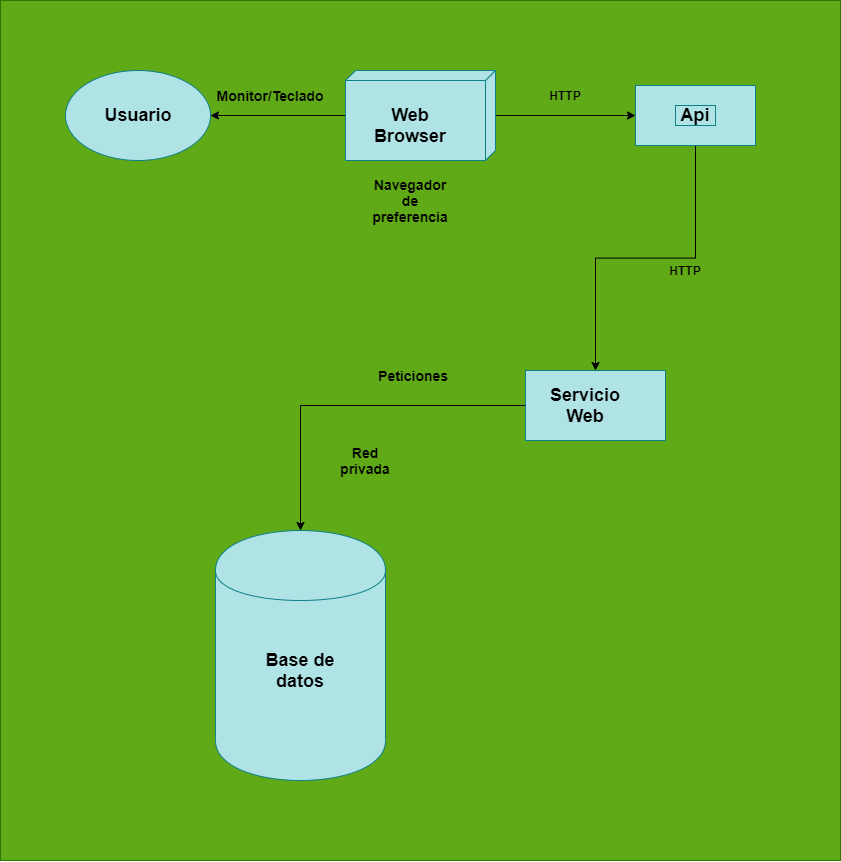 Usuario
Monitor/Teclado
Web
Browser
HTTP
Api
Navegador
de
preferencia
HTTP
Peticiones
Servicio
Web
Red
privada
Base de
datos